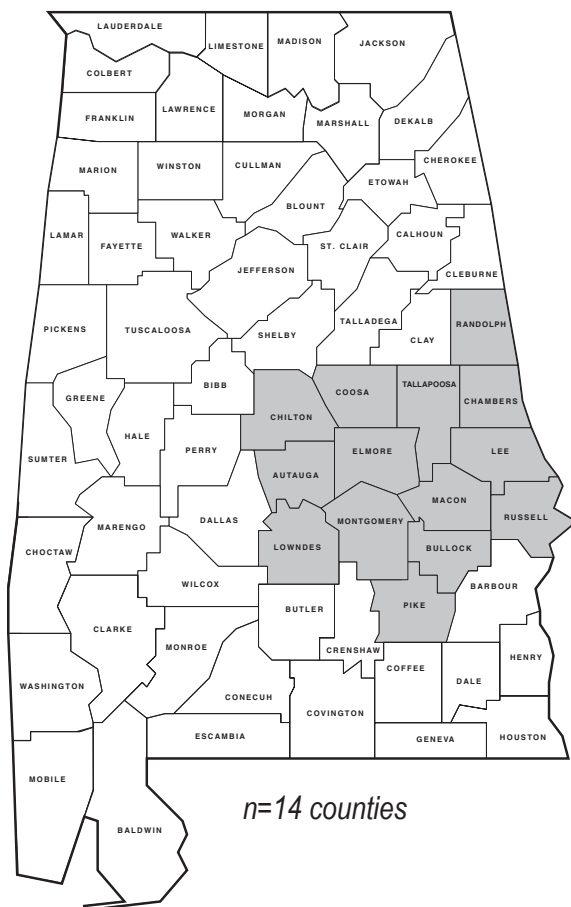 LAUDERDALE
LIMESTONE
MADISON
JACKSON
COLBERT
FRANKLIN
LAWRENCE
MORGAN
MARSHALL
DEKALB
CHEROKEE
MARION
WINSTON
CULLMAN
ETOWAH
BLOUNT
LAMAR
FAYETTE
WALKER
ST. CLAIR
CALHOUN
JEFFERSON
CLEBURNE
PICKENS
TUSCALOOSA
SHELBY
TALLADEGA
CLAY
RANDOLPH
GREENE
BIBB
CHILTON
COOSA
TALLAPOOSA
CHAMBERS
HALE
SUMTER
PERRY
AUTAUGA
ELMORE
LEE
MARENGO
DALLAS
LOWNDES
MONTGOMERY
MACON
RUSSELL
CHOCTAW
BULLOCK
WILCOX
BARBOUR
CLARKE
BUTLER
PIKE
MONROE
CRENSHAW
COFFEE
HENRY
WASHINGTON
CONECUH
DALE
COVINGTON
ESCAMBIA
GENEVA
HOUSTON
MOBILE
BALDWIN
n=14 counties